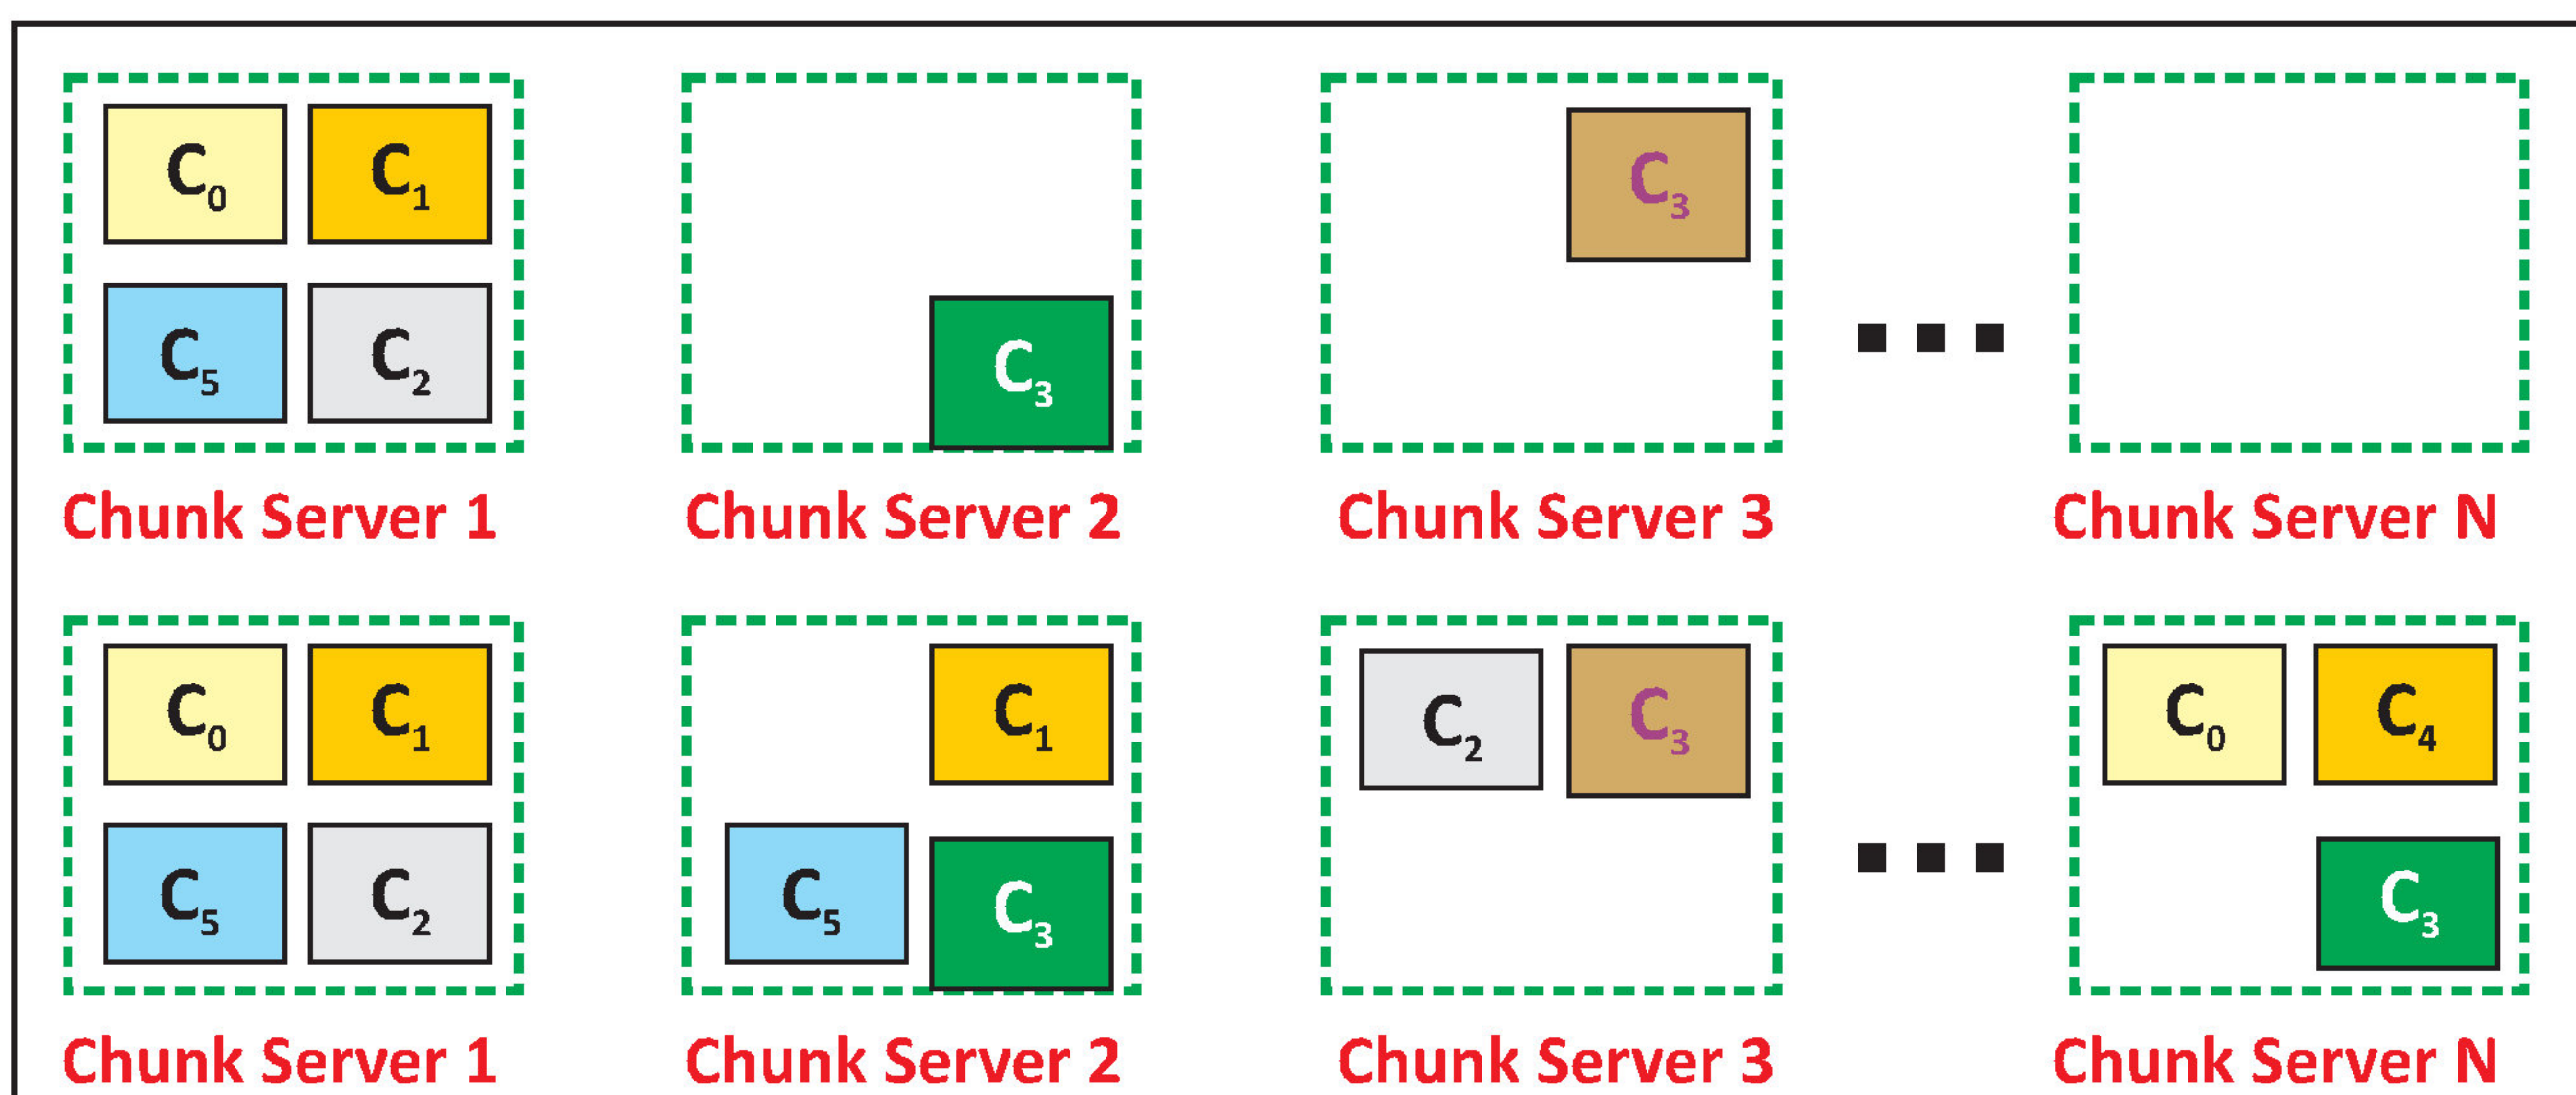 C0 C1 C3
C5 C2 C3
Chunk Server 1 Chunk Server 2 Chunk Server 3 Chunk Server N
C0 C1 C1 C2 C3 C0 C4
C5 C2 C5 C3 C3
Chunk Server 1 Chunk Server 2 Chunk Server 3 Chunk Server N